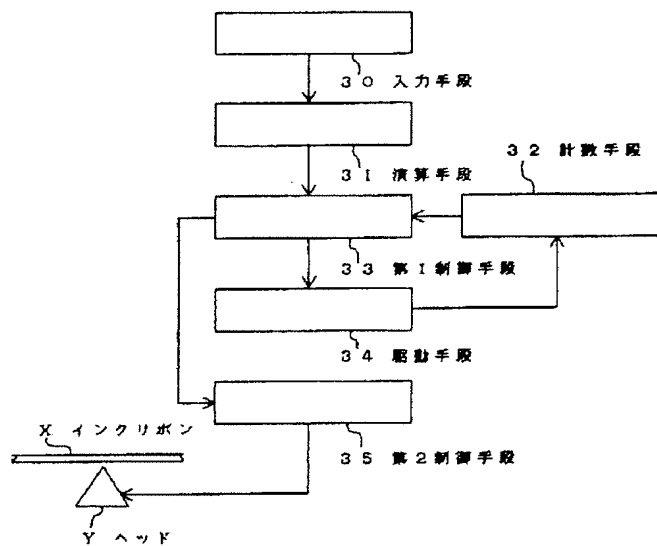 30 入力手段
31 演算手段
32 計数手段
33 第1制御手段
34 駆動手段
X インクリボン
35 第2制御手段
Y ヘッド